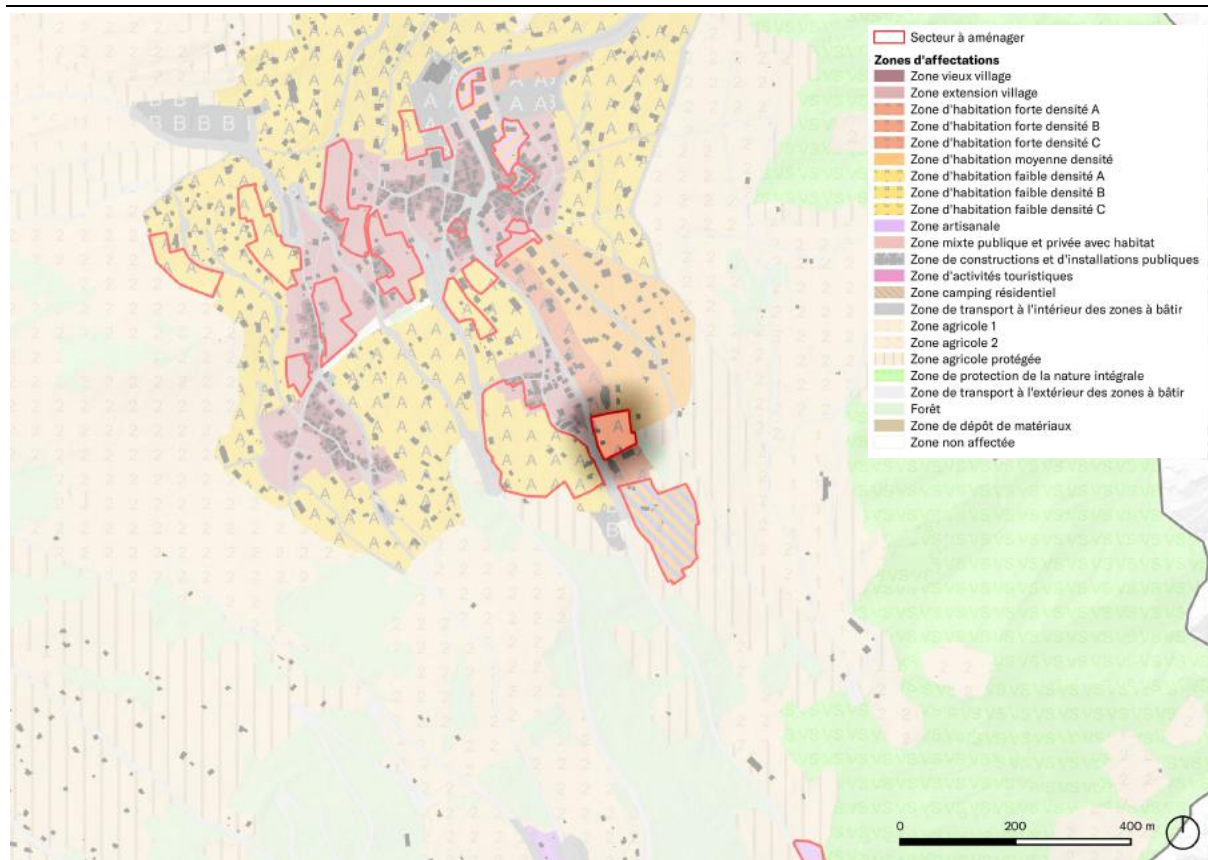 Secteur à aménager
Zones d'affectations
Zone vieux village
Zone extension village
Zone d'habitation forte densité A
Zone d'habitation forte densité B
Zone d'habitation forte densité C
Zone d'habitation moyenne densité
Zone d'habitation faible densité A
Zone d'habitation faible densité B
Zone d'habitation faible densité C
Zone artisanale
Zone mixte publique et privée avec habitat
Zone de constructions et d'installations publiques
Zone d'activités touristiques
Zone camping résidentiel
Zone de transport à l'intérieur des zones à bâtir
Zone agricole 1
Zone agricole 2
Zone agricole protégée
Zone de protection de la nature intégrale
Zone de transport à l'extérieur des zones à bâtir
Forêt
Zone de dépôt de matériaux
Zone non affectée
0 200 400 m